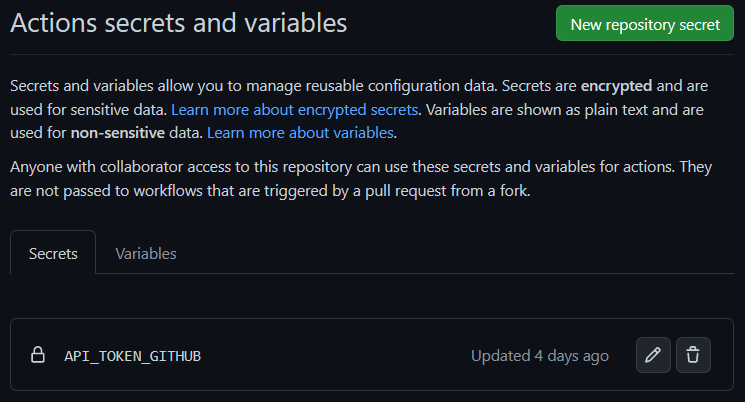 Actions secrets and variables
New repository secret
Secrets and variables allow you to manage reusable configuration data. Secrets are encrypted and are
used for sensitive data. Learn more about encrypted secrets. Variables are shown as plain text and are
used for non-sensitive data. Learn more about variables.
Anyone with collaborator access to this repository can use these secrets and variables for actions. They
are not passed to workflows that are triggered by a pull request from a fork.
Secrets
Variables
API_TOKEN_GITHUB
Updated 4 days ago